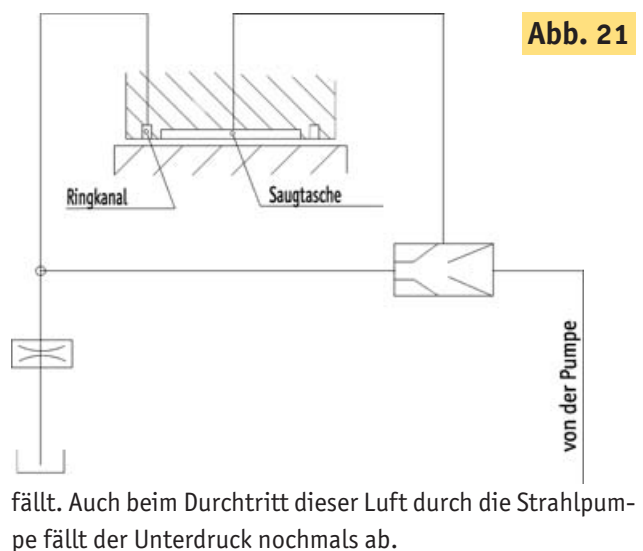 Abb. 21
Ringkanal
Saugtasche
von der Pumpe
fällt. Auch beim Durchtritt dieser Luft durch die Strahlpum-
pe fällt der Unterdruck nochmals ab.